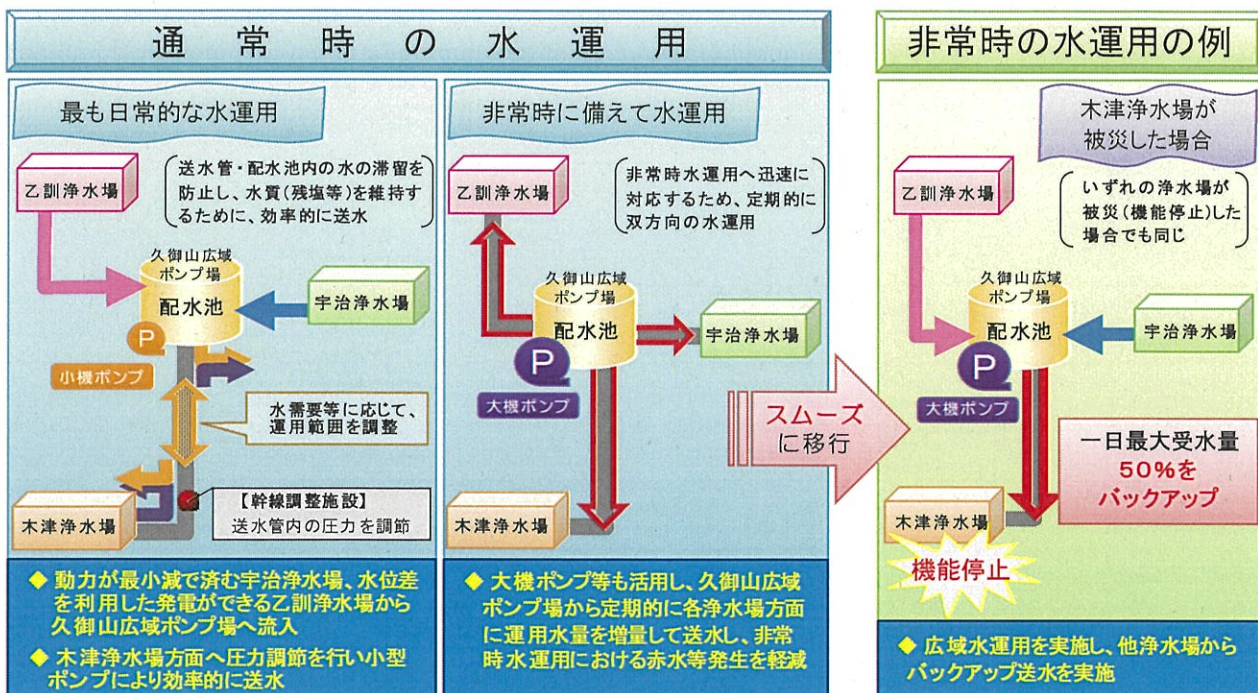 通常時の水運用
最も日常的な水運用
送水管・配水池内の水の滞留を
防止し、水質(残塩等)を維持す
るために、効率的に送水
乙訓浄水場
久御山広域
ポンプ場
配水池
宇治浄水場
P
小機ポンプ
水需要等に応じて、
運用範囲を調整
【幹線調整施設】
送水管内の圧力を調節
木津浄水場
◆ 動力が最小減で済む宇治浄水場、水位差
を利用した発電ができる乙訓浄水場から
久御山広域ポンプ場へ流入
◆ 木津浄水場方面へ圧力調節を行い小型
ポンプにより効率的に送水
非常時に備えて水運用
非常時水運用へ迅速に
対応するため、定期的に
双方向の水運用
乙訓浄水場
久御山広域
ポンプ場
配水池
宇治浄水場
P
大機ポンプ
木津浄水場
◆ 大機ポンプ等も活用し、久御山広域
ポンプ場から定期的に各浄水場方面
に運用水量を増量して送水し、非常
時水運用における赤水等発生を軽減
スムーズ
に移行
非常時の水運用の例
木津浄水場が
被災した場合
いずれの浄水場が
被災(機能停止)した
場合でも同じ
乙訓浄水場
久御山広域
ポンプ場
配水池
宇治浄水場
P
大機ポンプ
一日最大受水量
50%を
バックアップ
木津浄水場
機能停止
◆ 広域水運用を実施し、他浄水場から
バックアップ送水を実施